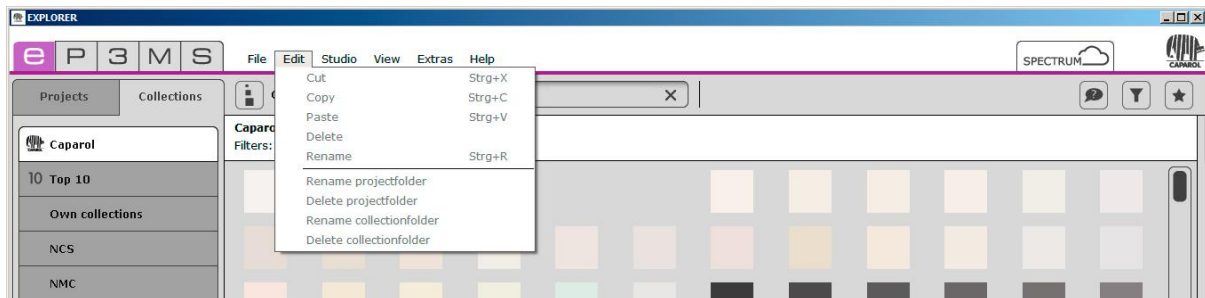 EXPLORER
e P 3 M S
File Edit Studio View Extras Help
SPECTRUM
CAPAROL
Projects Collections
Cut Strg+X
Copy Strg+C
Paste Strg+V
Delete
Rename Strg+R
Rename projectfolder
Delete projectfolder
Rename collectionfolder
Delete collectionfolder
Caparol
Filters:
Caparol
10 Top 10
Own collections
NCS
NMC